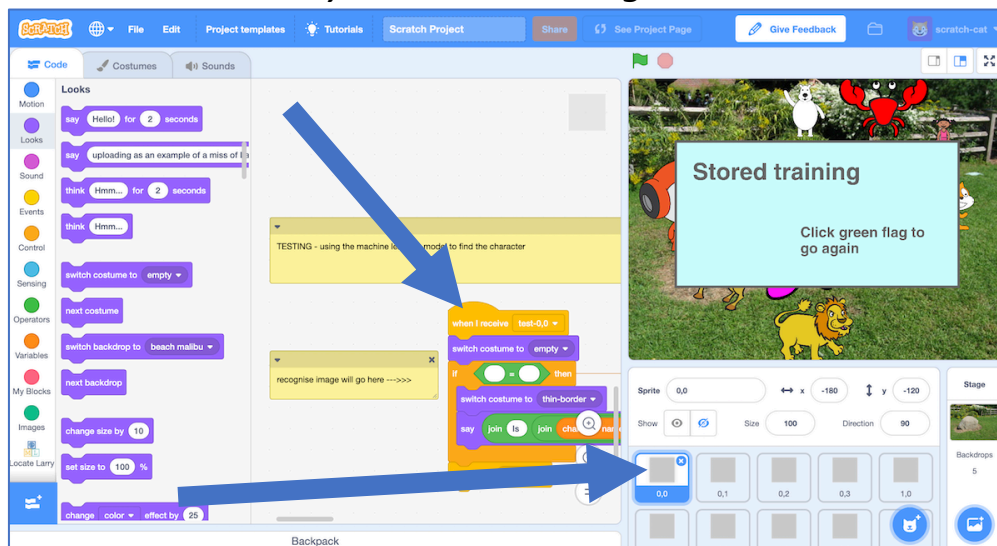 SCRATCH
File
Edit
Project templates
Tutorials
Scratch Project
Share
See Project Page
Give Feedback
scratch-cat
Code
Costumes
Sounds
Motion
Looks
Sound
Events
Control
Sensing
Operators
Variables
My Blocks
Images
Locate Larry
Looks
say Hello! for 2 seconds
say uploading as an example of a miss of
think Hmm... for 2 seconds
think Hmm...
switch costume to empty
next costume
switch backdrop to beach malibu
next backdrop
change size by 10
set size to 100 %
change color effect by 25
TESTING - using the machine model to find the character
recognise image will go here --->>>
when I receive test-0,0
switch costume to empty
if = then
switch costume to thin-border
say join Is join
Backpack
Stored training
Click green flag to
go again
Sprite 0,0 x -180 y -120
Show Size 100 Direction 90
0,0
0,1
0,2
0,3
1,0
Stage
Backdrops
5